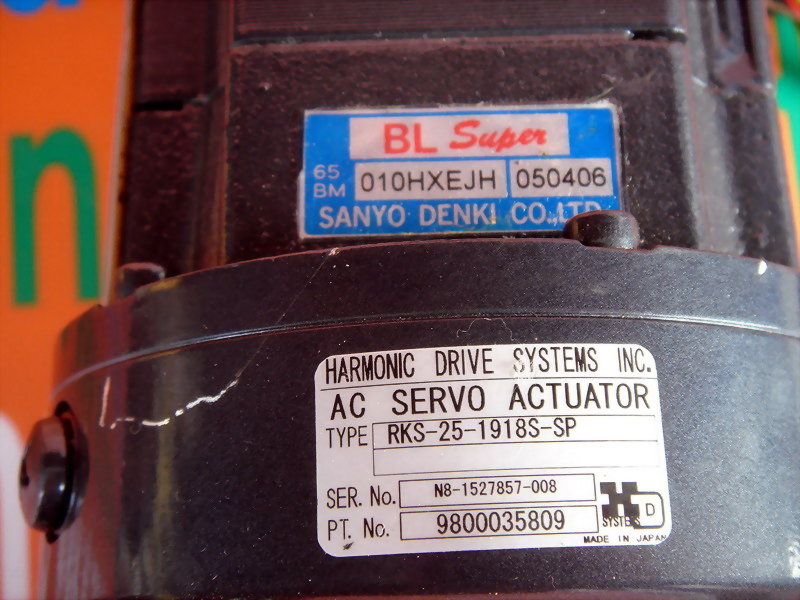 n
BL Super
65 BM 010HXEJH 050406
SANYO DENKI CO.,LTD.
HARMONIC DRIVE SYSTEMS INC.
AC SERVO ACTUATOR
TYPE RKS-25-1918S-SP
SER. No. N8-1527857-008
PT. No. 9800035809
HD SYSTEMS
MADE IN JAPAN